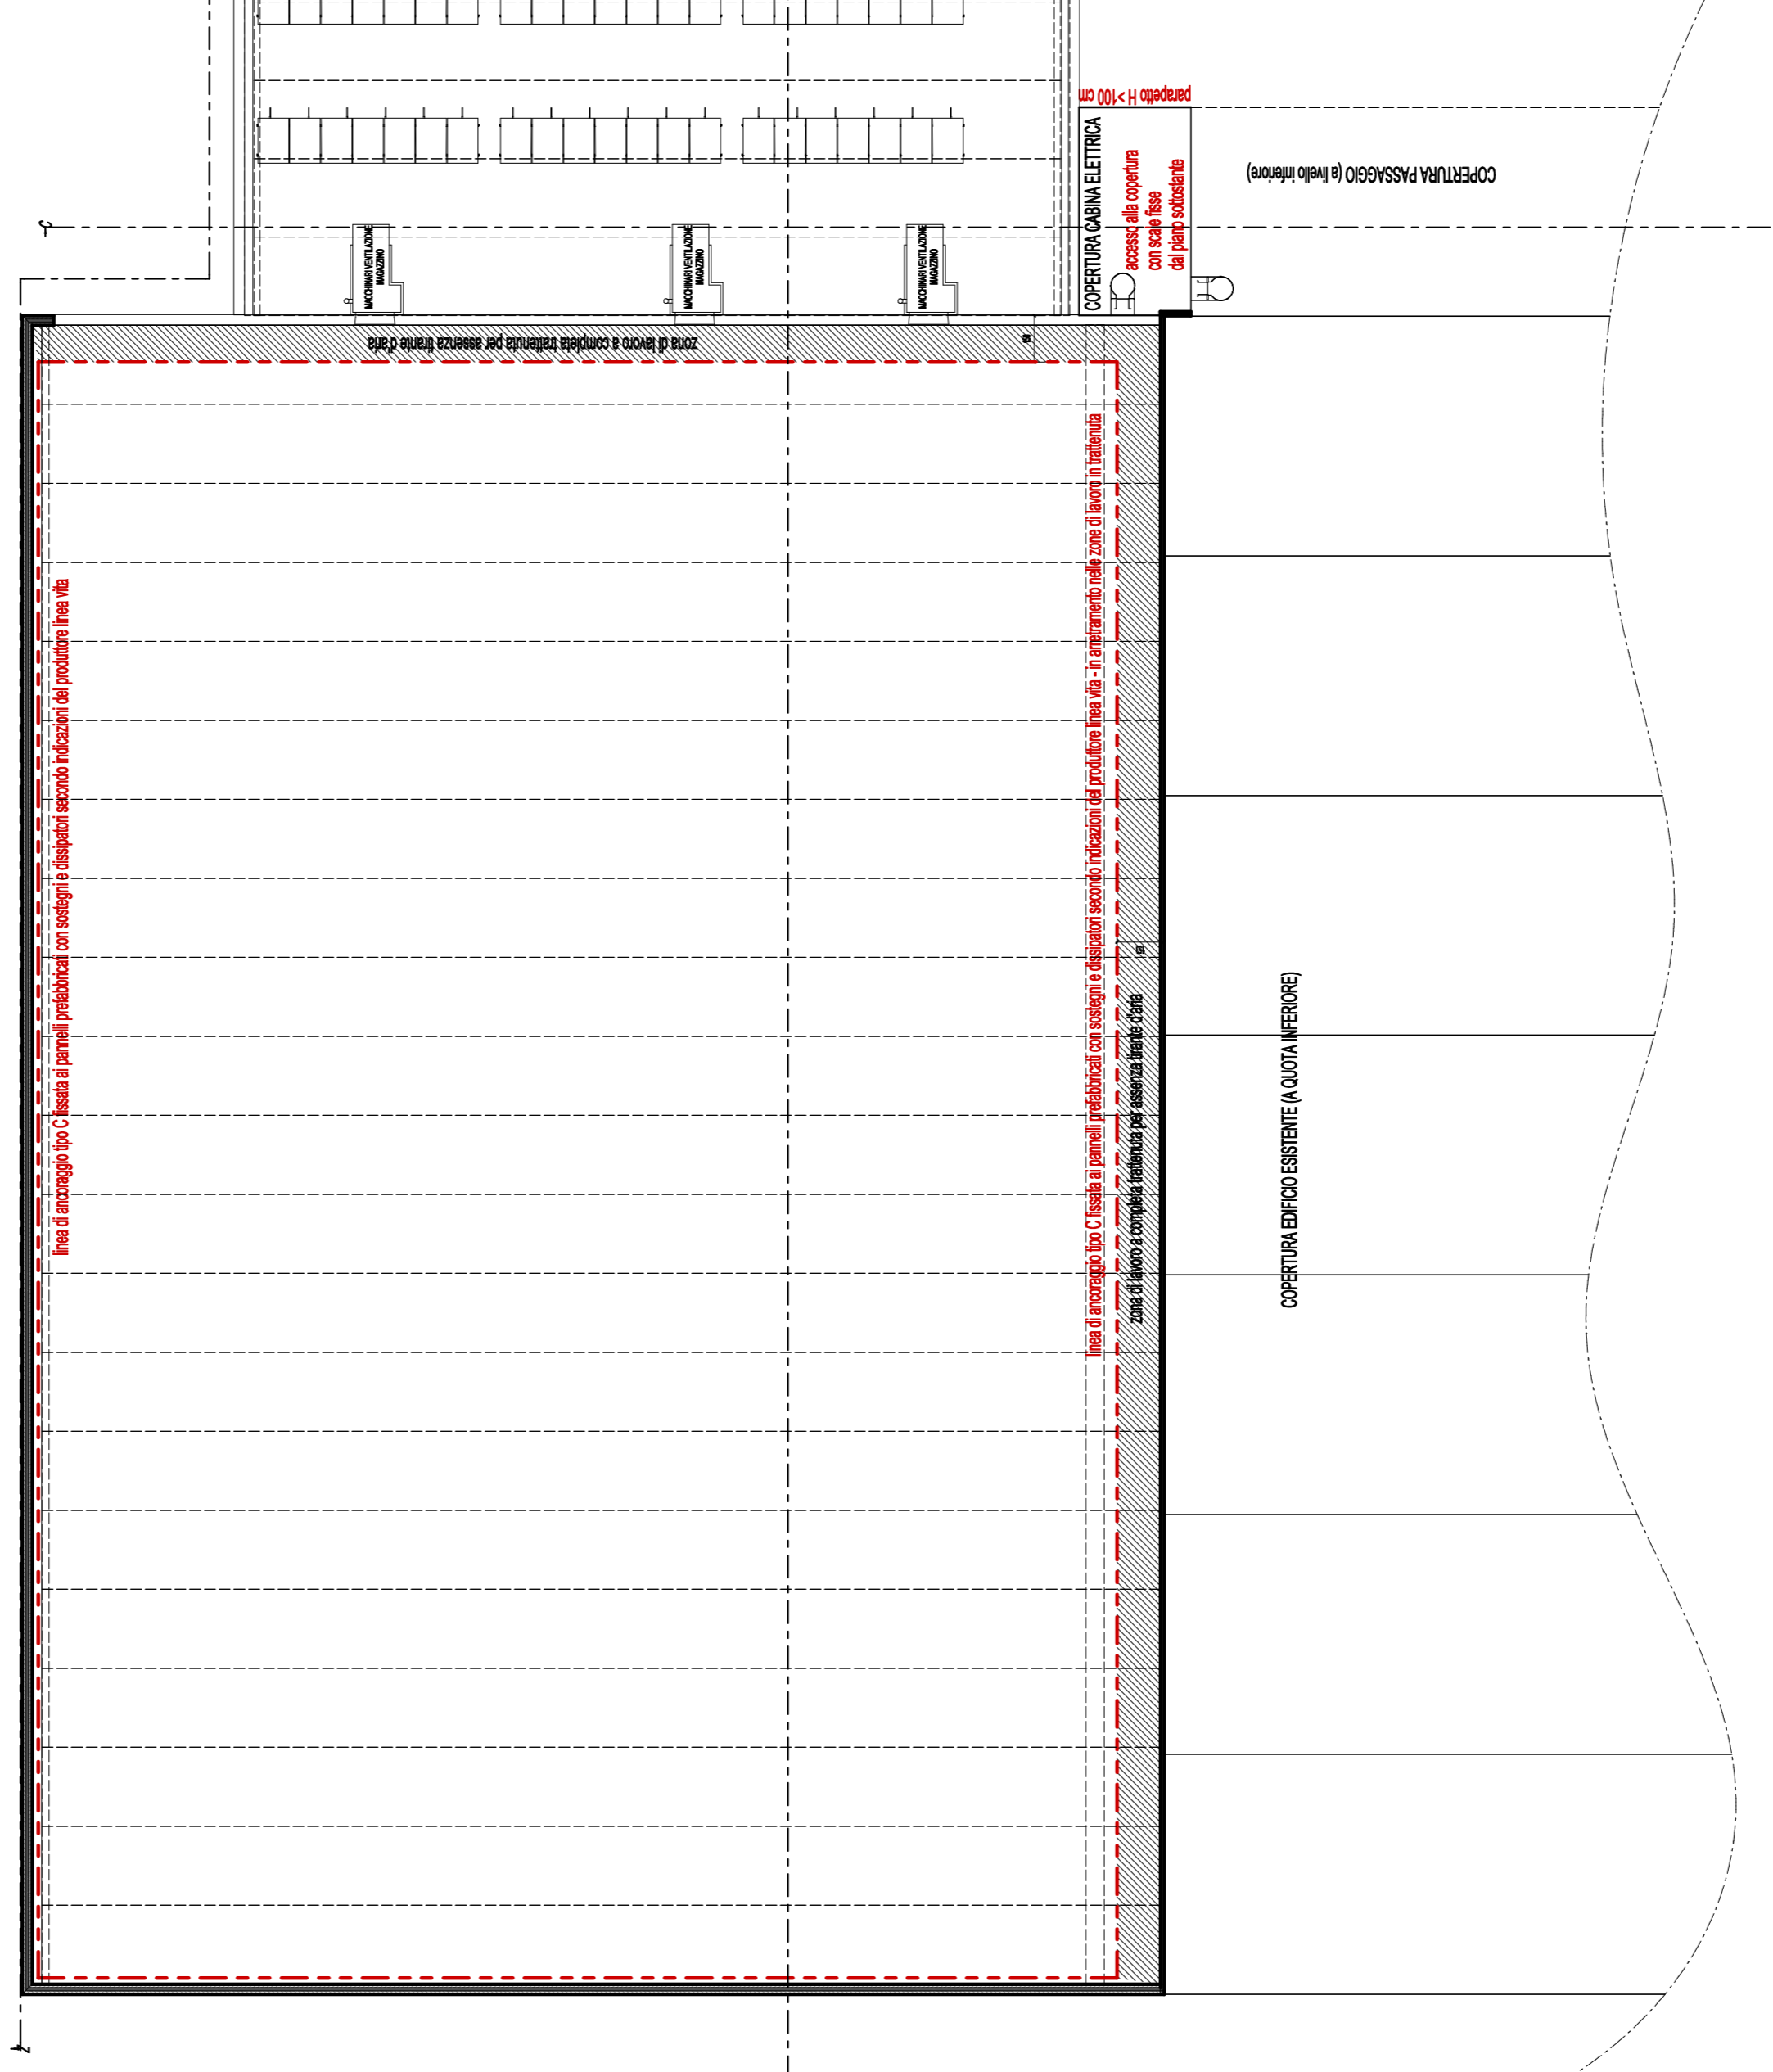 parapetto H >100 cm
COPERTURA CABINA ELETTRICA
accesso alla copertura
con scale fisse
dal piano sottostante
COPERTURA PASSAGGIO (a livello inferiore)
MACCHINARI VENTILAZIONE
MAGAZZINO
MACCHINARI VENTILAZIONE
MAGAZZINO
MACCHINARI VENTILAZIONE
MAGAZZINO
zona di lavoro a completa trattenuta per assenza tirante d'aria
linea di ancoraggio tipo C fissata ai pannelli prefabbricati con sostegni e dissipatori secondo indicazioni del produttore linea vita
linea di ancoraggio tipo C fissata ai pannelli prefabbricati con sostegni e dissipatori secondo indicazioni del produttore linea vita - in arretramento nelle zone di lavoro in trattenuta
zona di lavoro a completa trattenuta per assenza tirante d'aria
COPERTURA EDIFICIO ESISTENTE (A QUOTA INFERIORE)